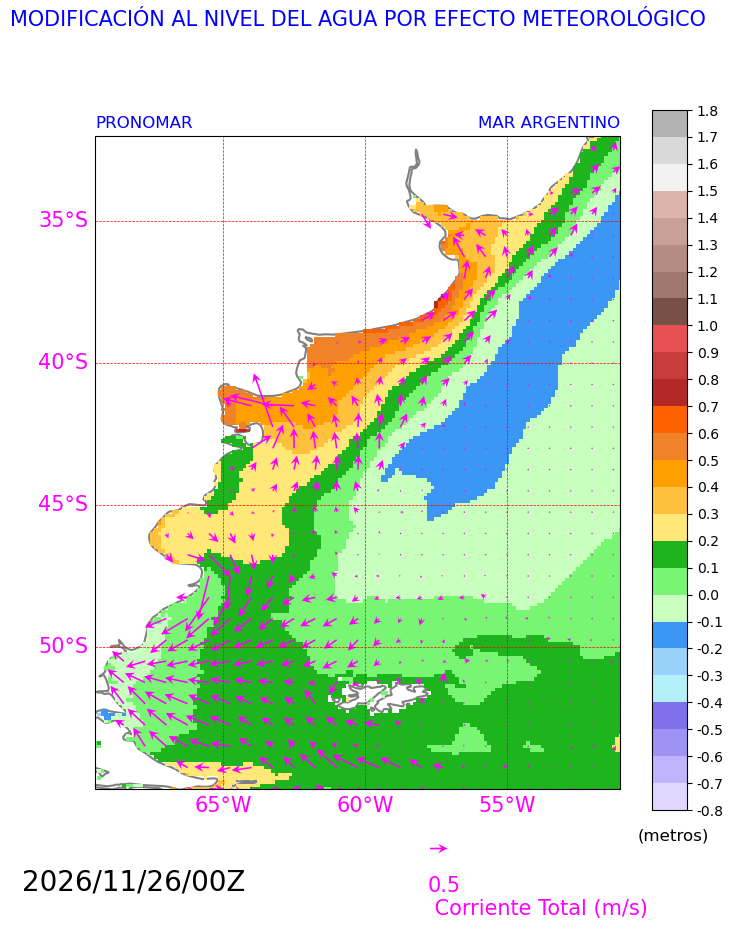 MODIFICACIÓN AL NIVEL DEL AGUA POR EFECTO METEOROLÓGICO
PRONOMAR
MAR ARGENTINO
35°S
40°S
45°S
50°S
65°W
60°W
55°W
1.8
1.7
1.6
1.5
1.4
1.3
1.2
1.1
1.0
0.9
0.8
0.7
0.6
0.5
0.4
0.3
0.2
0.1
0.0
-0.1
-0.2
-0.3
-0.4
-0.5
-0.6
-0.7
-0.8
(metros)
2026/11/26/00Z
0.5
Corriente Total (m/s)